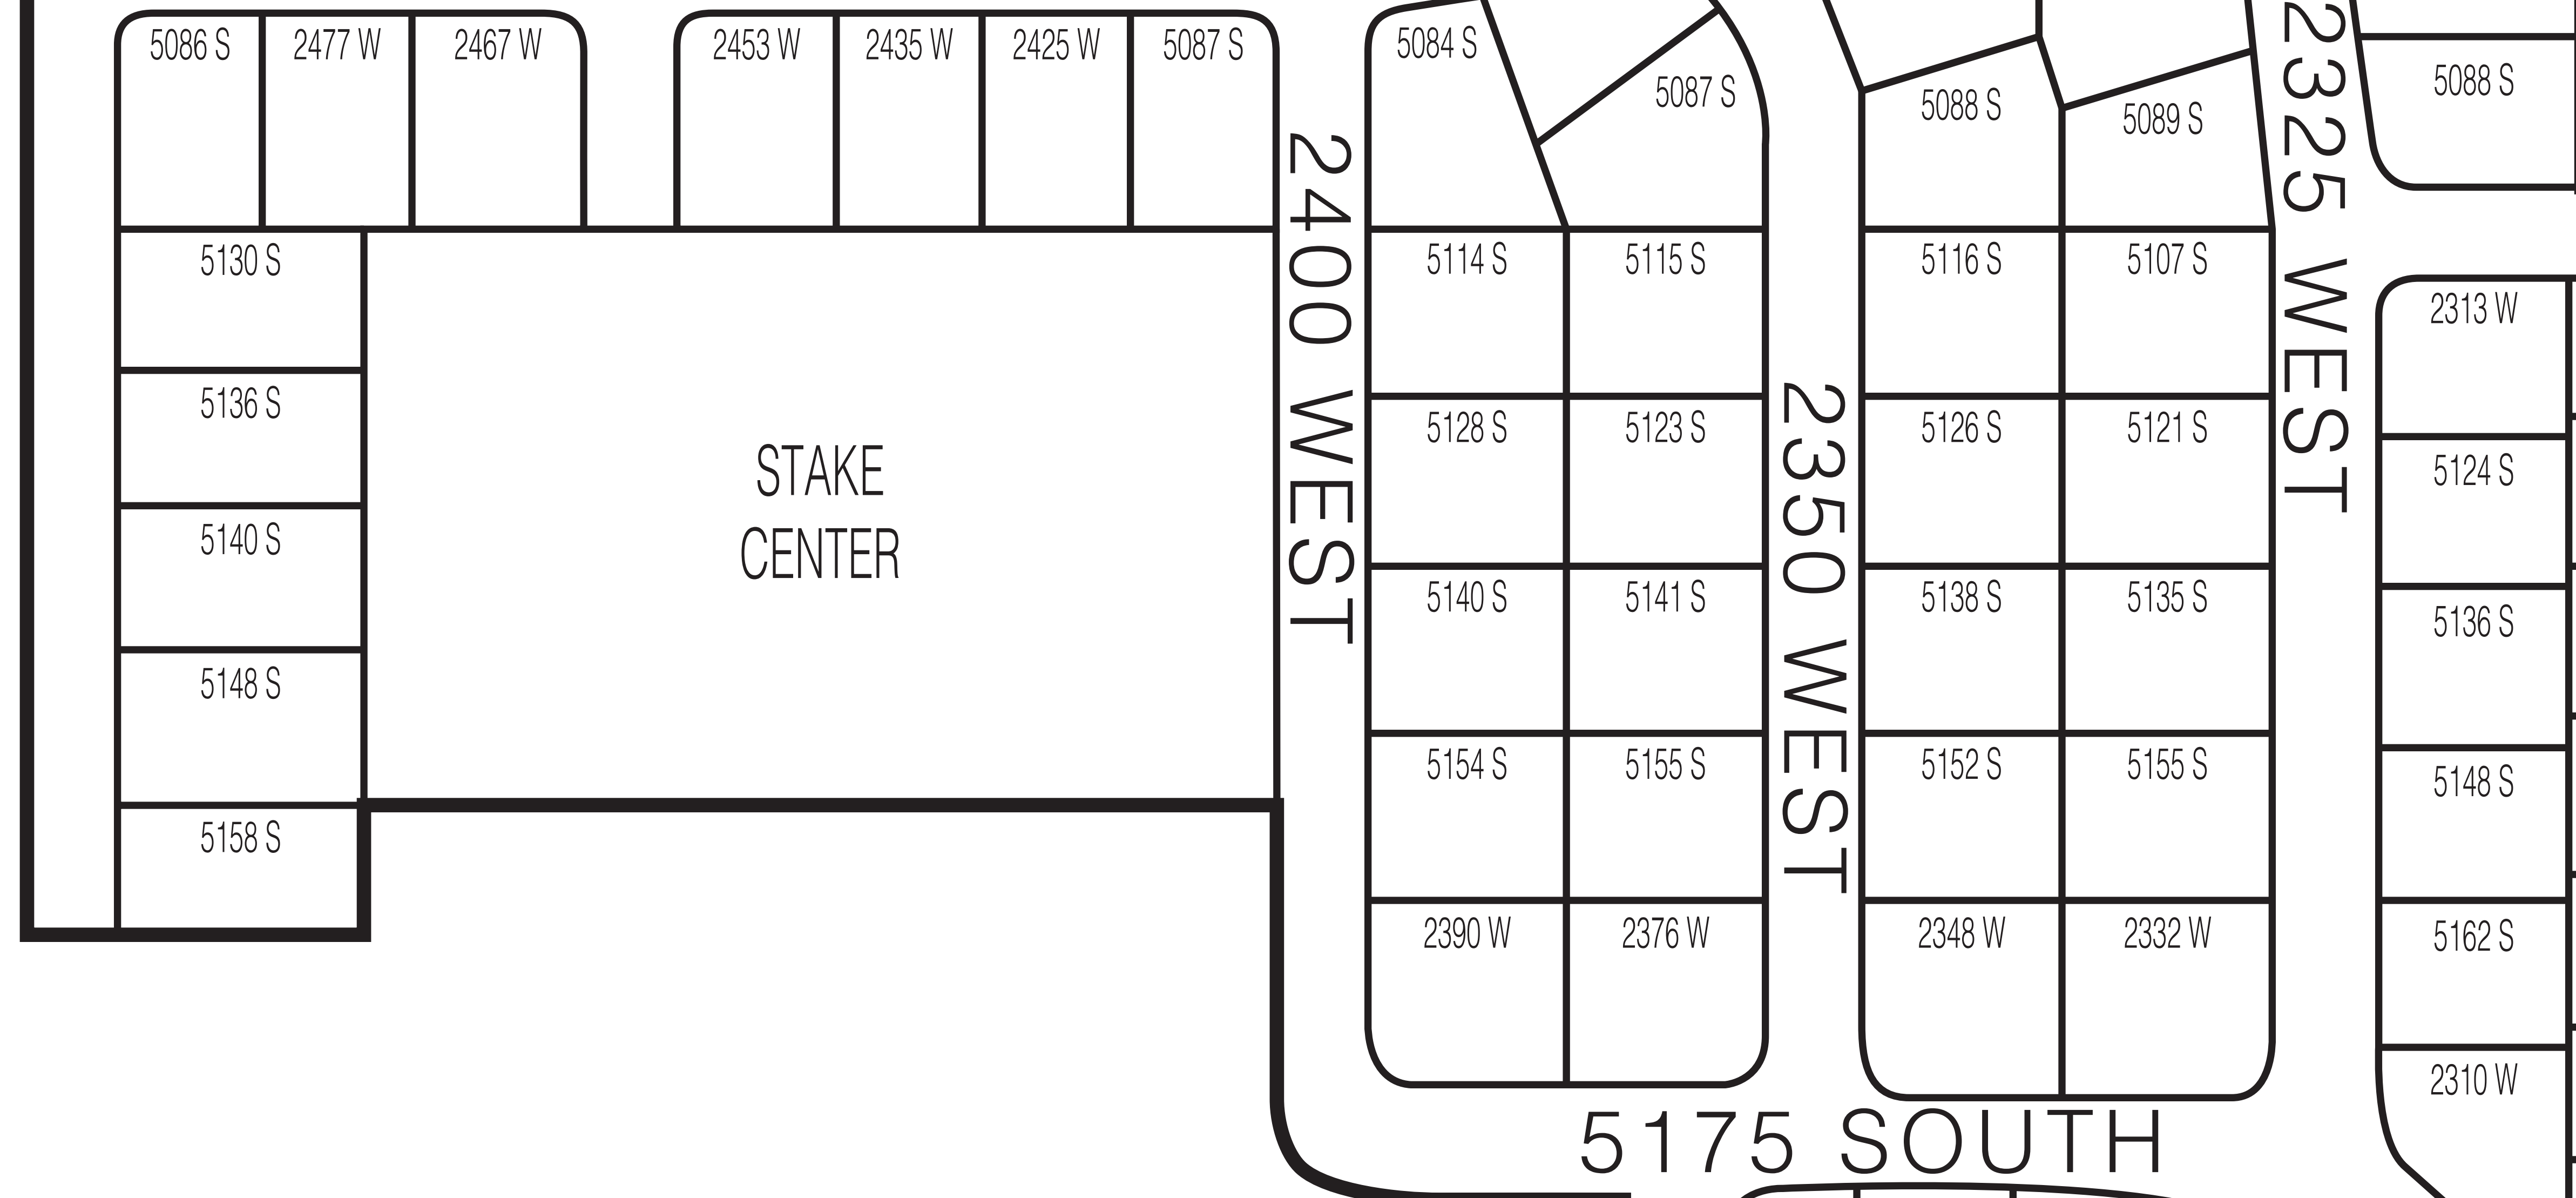 5086 S
2477 W
2467 W
2453 W
2435 W
2425 W
5087 S
5084 S
5087 S
5088 S
5089 S
5088 S
2400 WEST
2350 WEST
2325 WEST
5130 S
5136 S
5140 S
5148 S
5158 S
STAKE
CENTER
5114 S
5115 S
5128 S
5123 S
5140 S
5141 S
5154 S
5155 S
2390 W
2376 W
5116 S
5107 S
5126 S
5121 S
5138 S
5135 S
5152 S
5155 S
2348 W
2332 W
2313 W
5124 S
5136 S
5148 S
5162 S
2310 W
5175 SOUTH